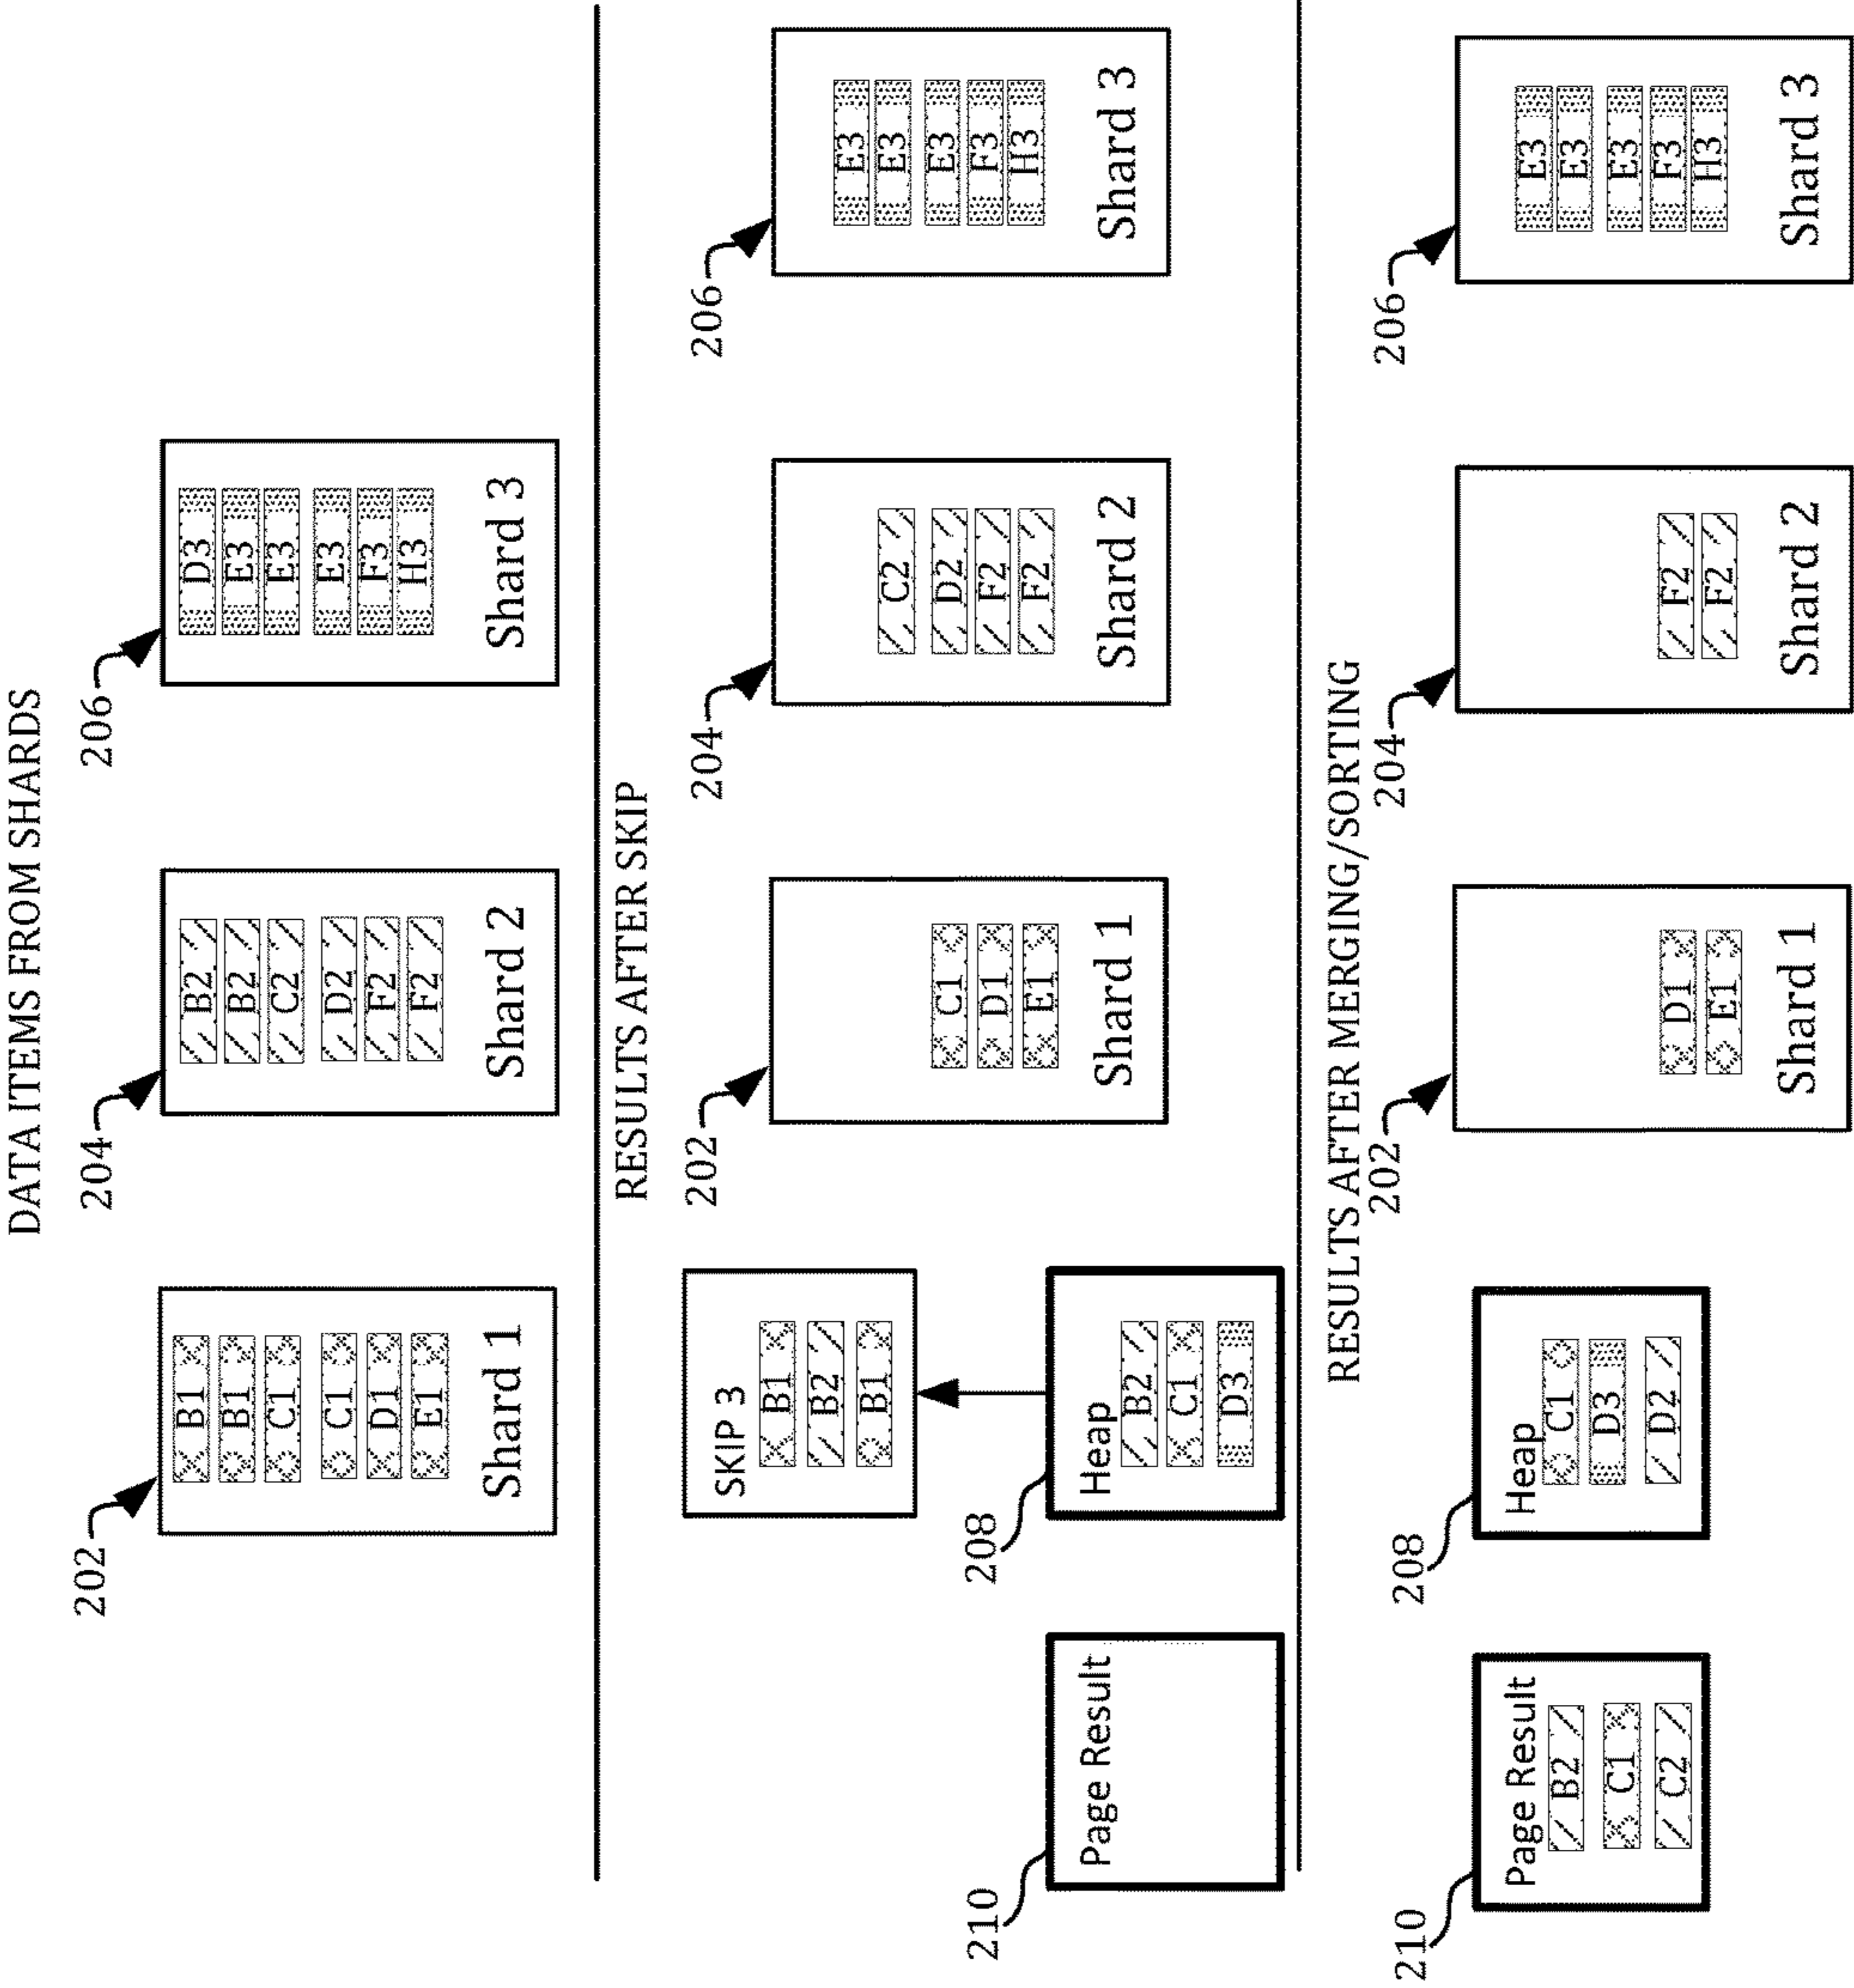 DATA ITEMS FROM SHARDS
202
B1
B1
C1
C1
D1
E1
Shard 1
204
B2
B2
C2
D2
F2
F2
Shard 2
206
D3
E3
E3
E3
F3
H3
Shard 3
RESULTS AFTER SKIP
210
Page Result
SKIP 3
B1
B2
B1
208
Heap
B2
C1
D3
202
C1
D1
E1
Shard 1
204
C2
D2
F2
F2
Shard 2
206
E3
E3
E3
F3
H3
Shard 3
RESULTS AFTER MERGING/SORTING
210
Page Result
B2
C1
C2
208
Heap
C1
D3
D2
202
D1
E1
Shard 1
204
F2
F2
Shard 2
206
E3
E3
E3
F3
H3
Shard 3